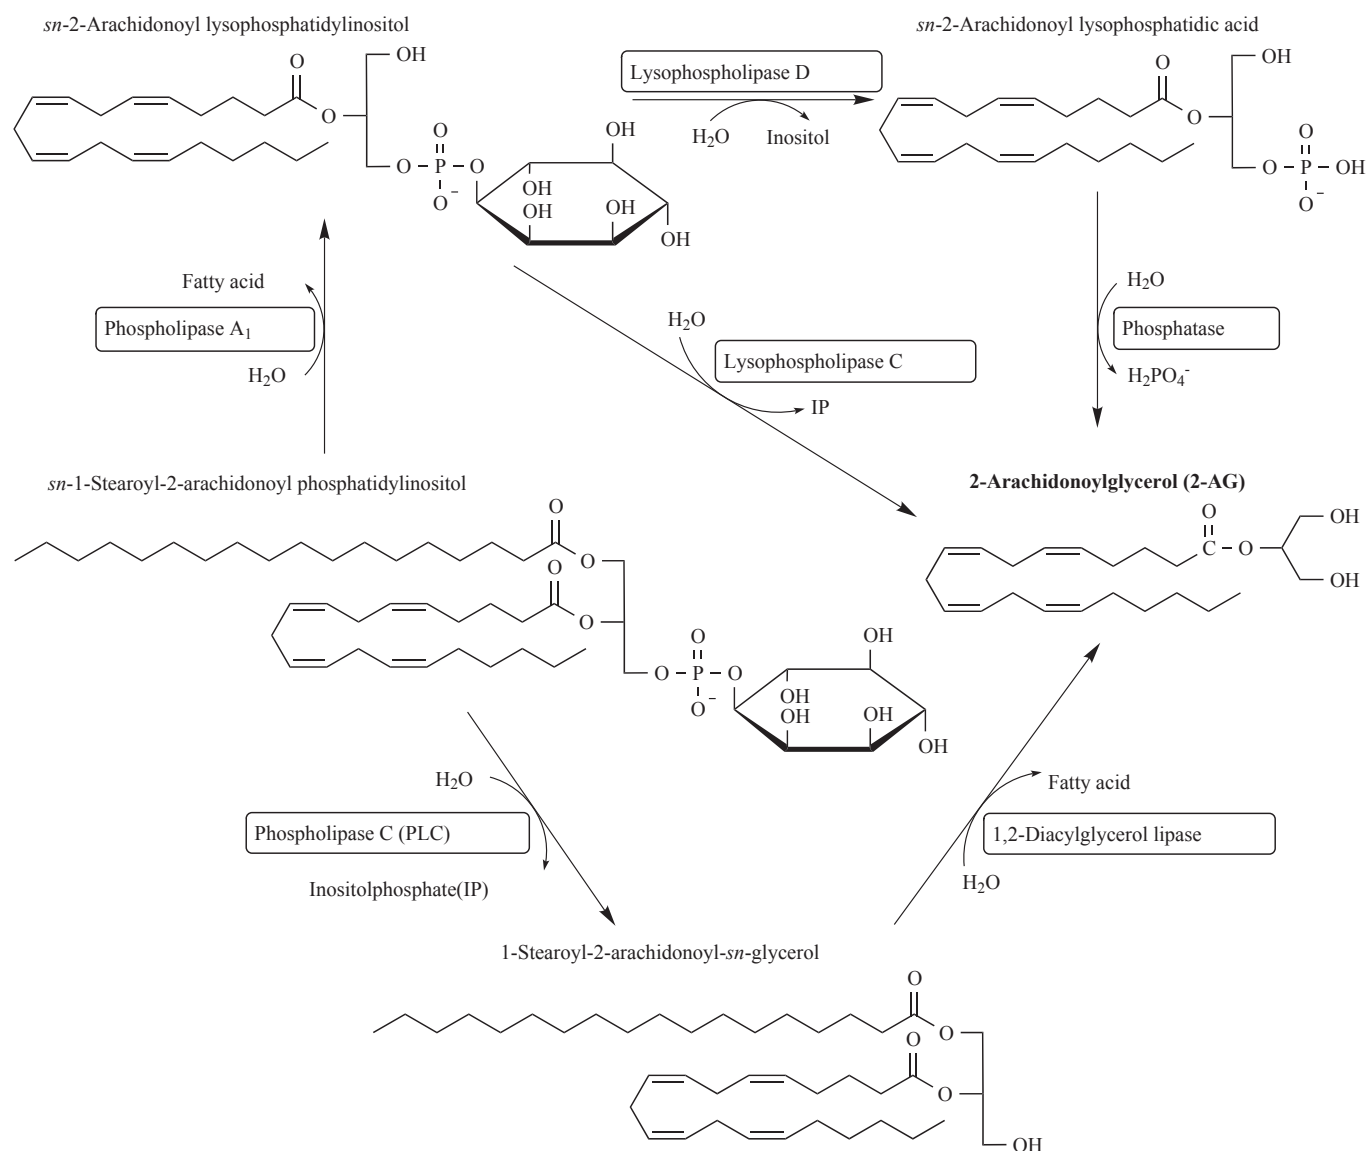 sn-2-Arachidonoyl lysophosphatidylinositol
sn-2-Arachidonoyl lysophosphatidic acid
O
OH
O
O
P
O
O
O⁻
OH
OH
OH
OH
OH
Lysophospholipase D
H₂O
Inositol
O
OH
O
O
P
O
OH
O⁻
Fatty acid
Phospholipase A₁
H₂O
H₂O
Lysophospholipase C
IP
H₂O
Phosphatase
H₂PO₄⁻
sn-1-Stearoyl-2-arachidonoyl phosphatidylinositol
O
O
O
O
O
P
O
O
O⁻
OH
OH
OH
OH
OH
2-Arachidonoylglycerol (2-AG)
O
C
O
OH
OH
H₂O
Phospholipase C (PLC)
Inositolphosphate(IP)
Fatty acid
1,2-Diacylglycerol lipase
H₂O
1-Stearoyl-2-arachidonoyl-sn-glycerol
O
O
O
O
OH